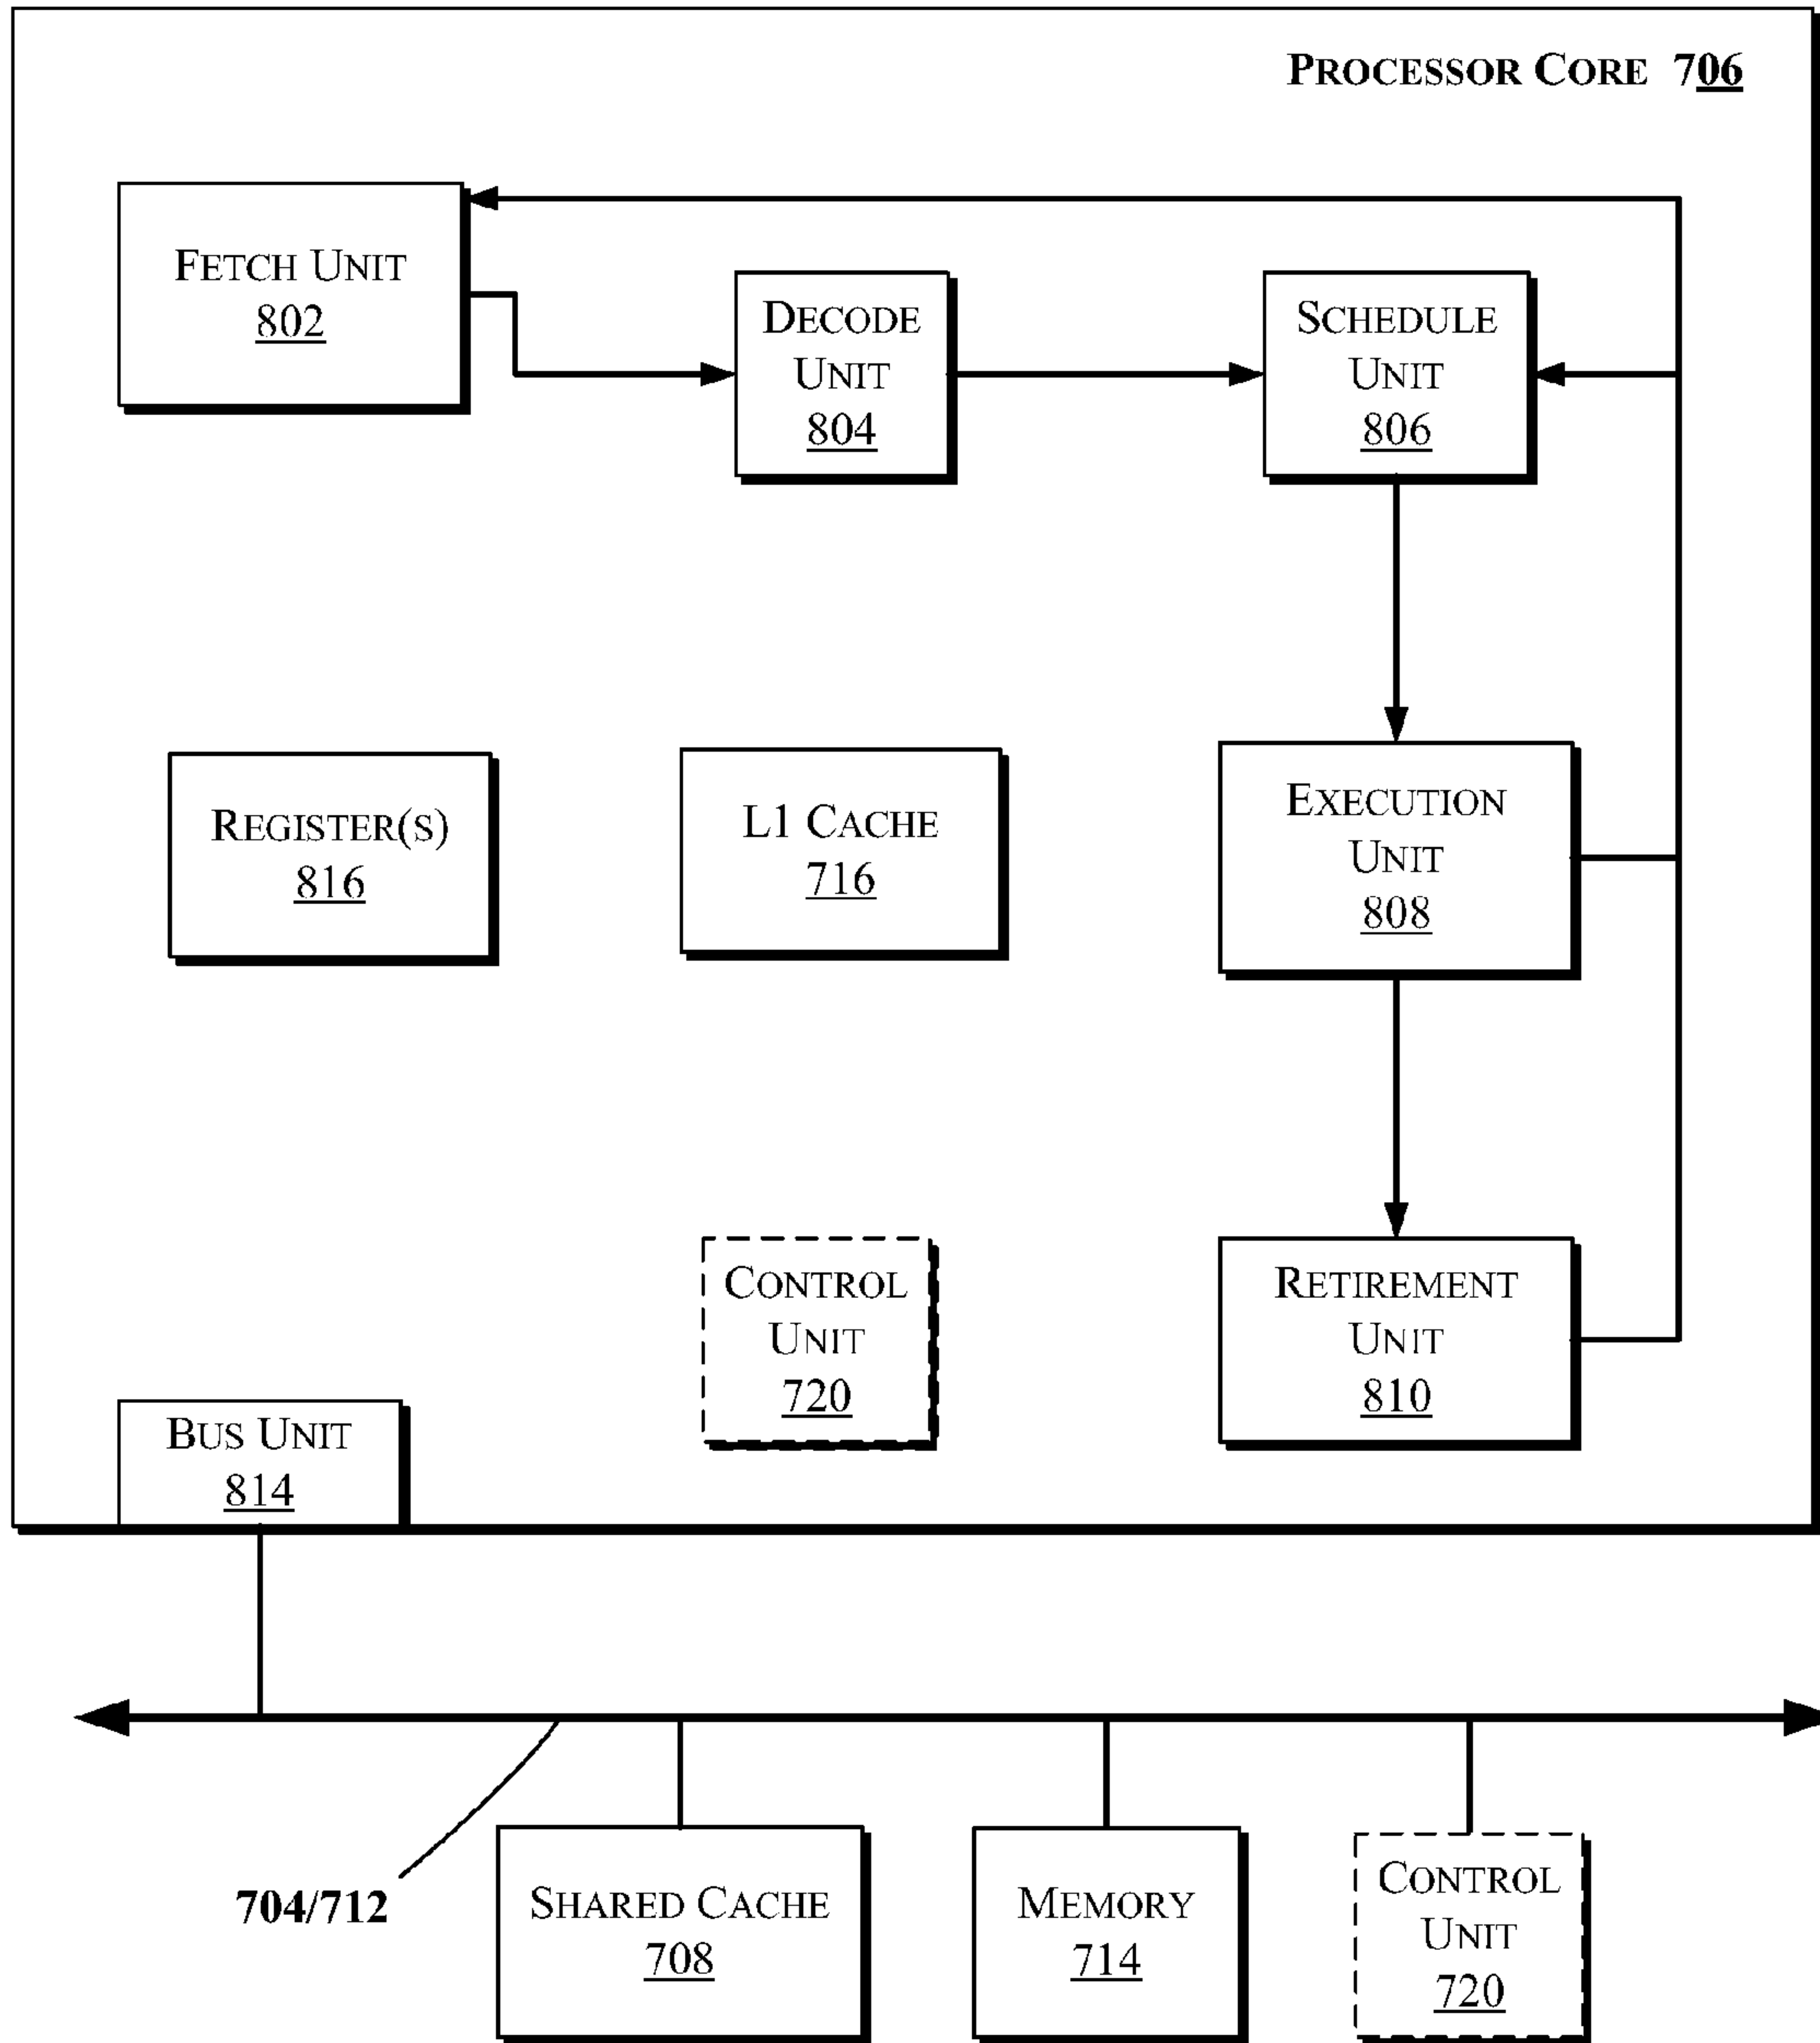 PROCESSOR CORE 706
FETCH UNIT
802
DECODE
UNIT
804
SCHEDULE
UNIT
806
REGISTER(S)
816
L1 CACHE
716
EXECUTION
UNIT
808
CONTROL
UNIT
720
RETIREMENT
UNIT
810
BUS UNIT
814
704/712
SHARED CACHE
708
MEMORY
714
CONTROL
UNIT
720